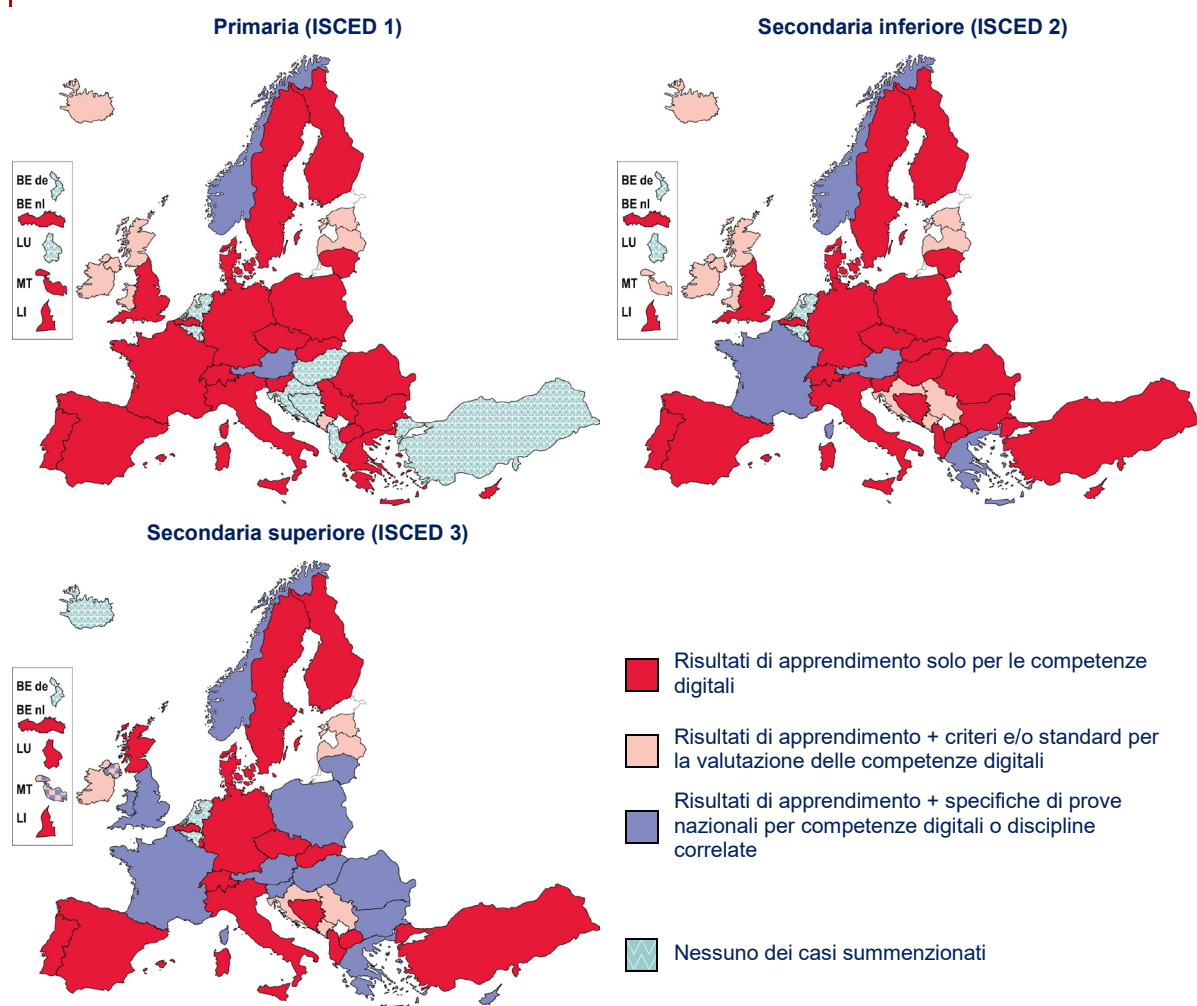 Primaria (ISCED 1)
Secondaria inferiore (ISCED 2)
BE de
BE nl
LU
MT
LI
BE de
BE nl
LU
MT
LI
Secondaria superiore (ISCED 3)
BE de
BE nl
LU
MT
LI
Risultati di apprendimento solo per le competenze
digitali
Risultati di apprendimento + criteri e/o standard per
la valutazione delle competenze digitali
Risultati di apprendimento + specifiche di prove
nazionali per competenze digitali o discipline
correlate
Nessuno dei casi summenzionati